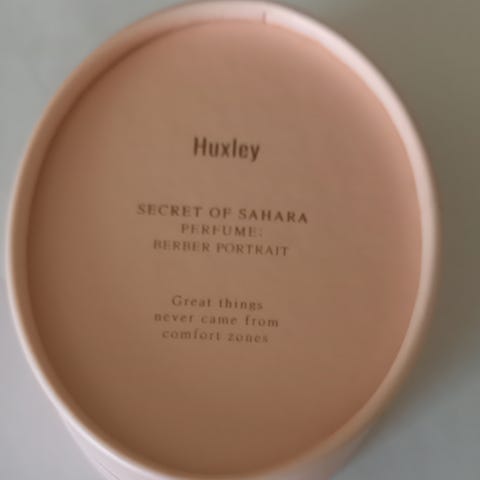 Huxley
SECRET OF SAHARA
PERFUME:
BERBER PORTRAIT
Great things
never came from
comfort zones